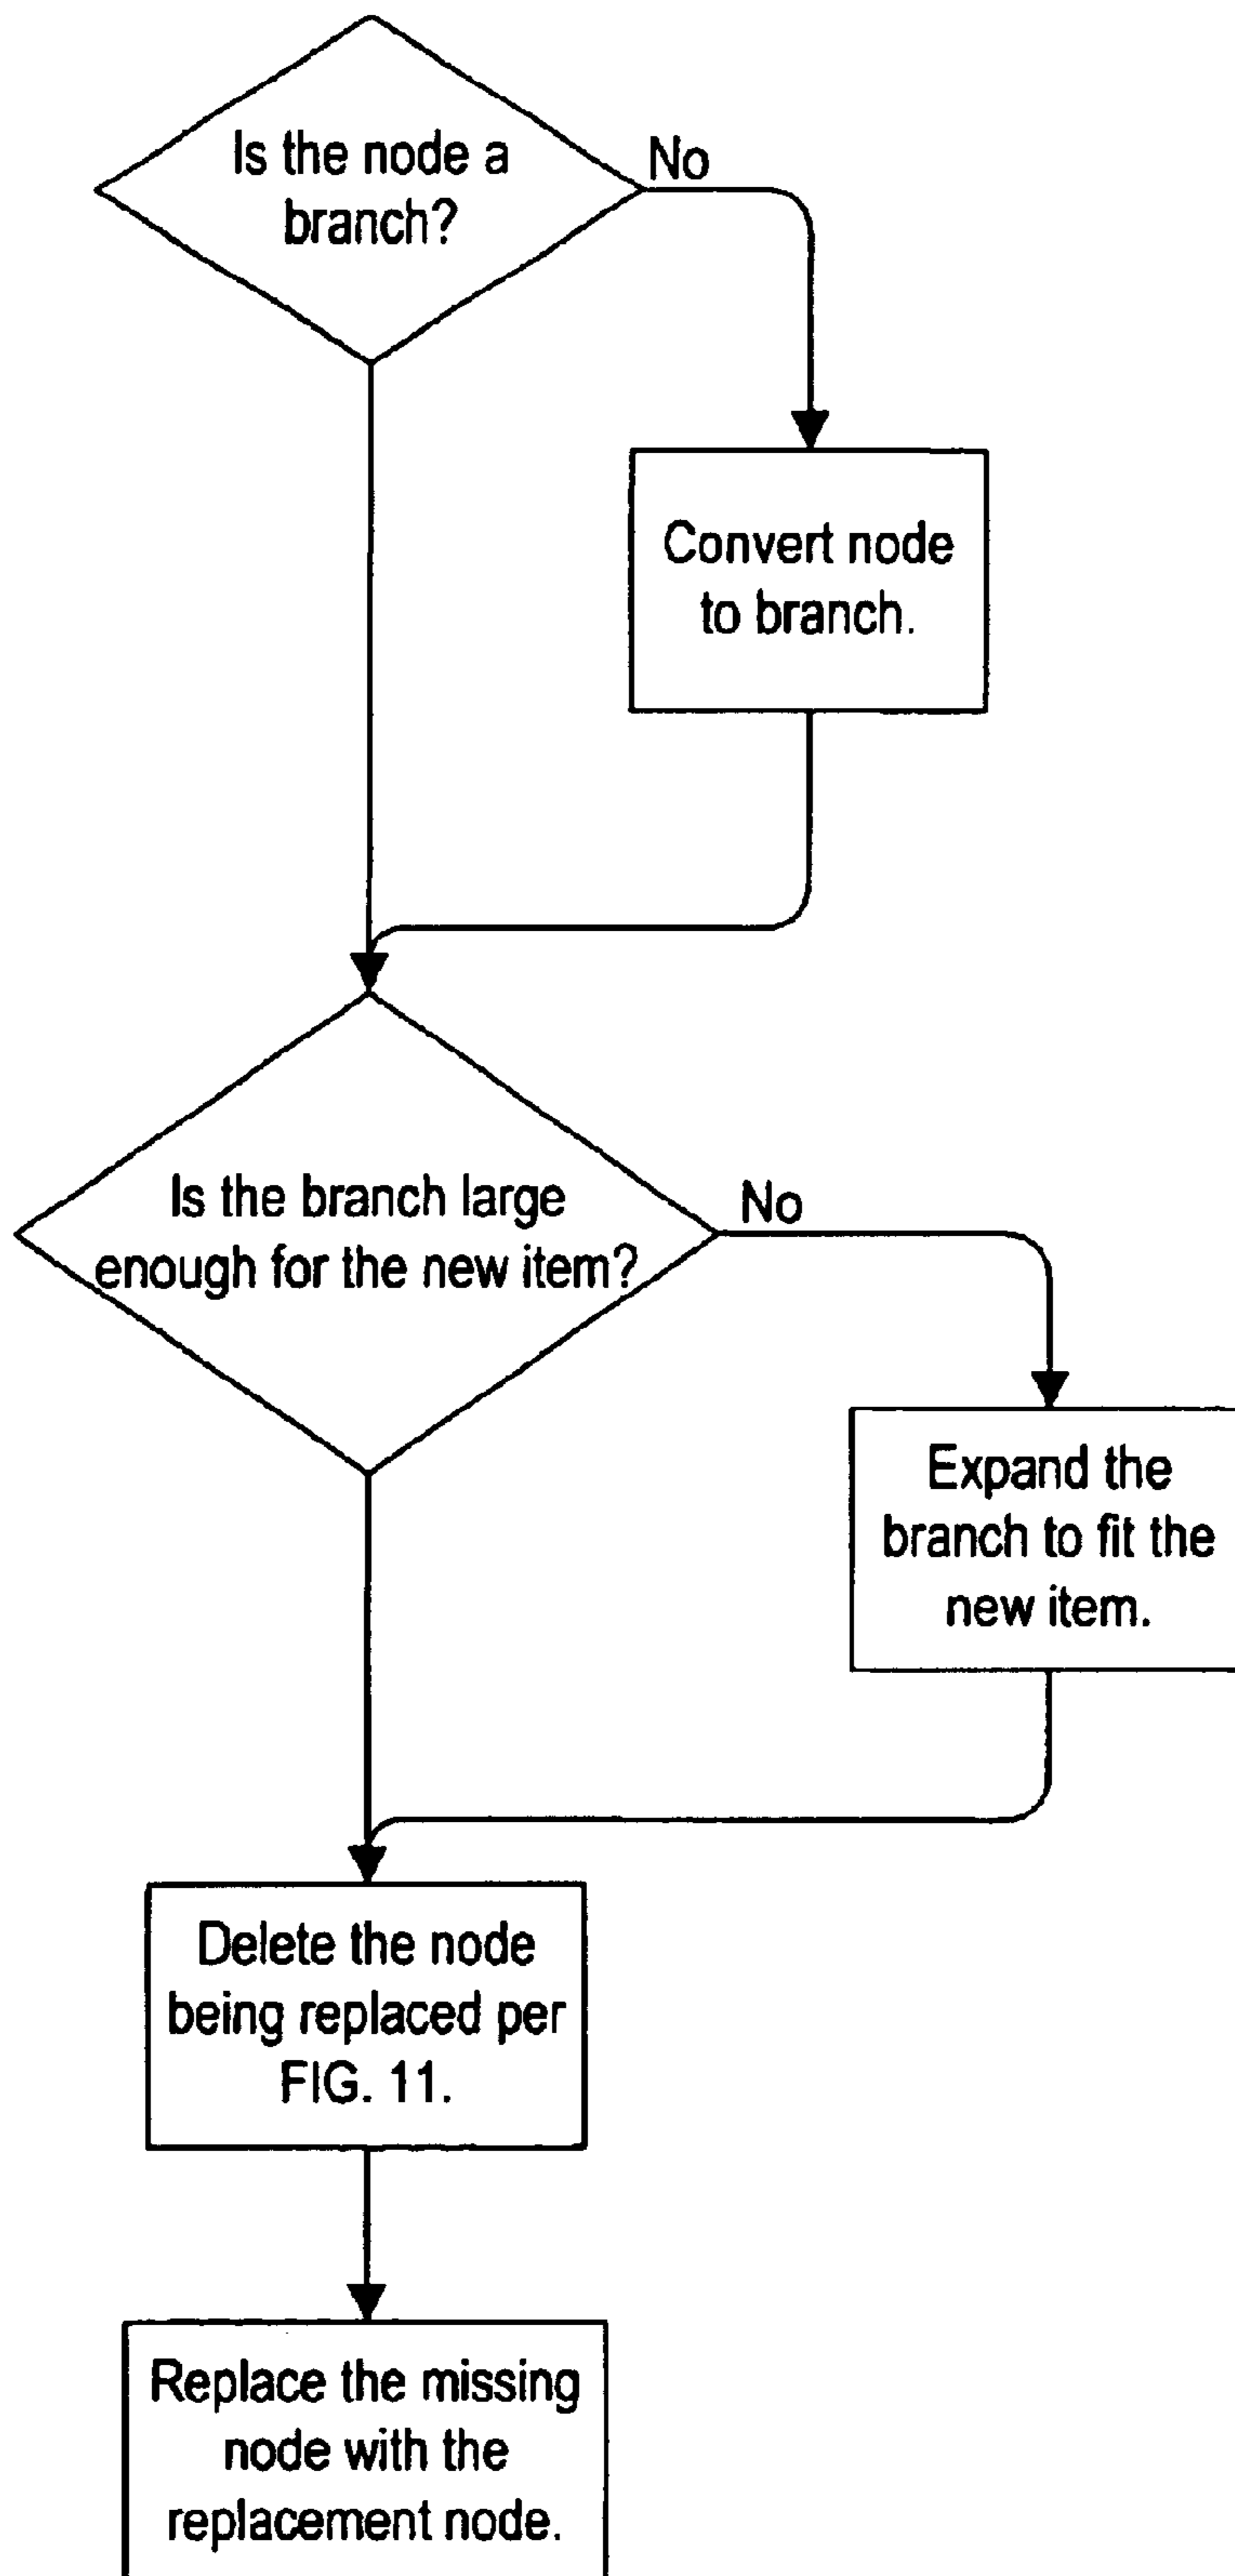 Is the node a
branch?
No
Convert node
to branch.
Is the branch large
enough for the new item?
No
Expand the
branch to fit the
new item.
Delete the node
being replaced per
FIG. 11.
Replace the missing
node with the
replacement node.